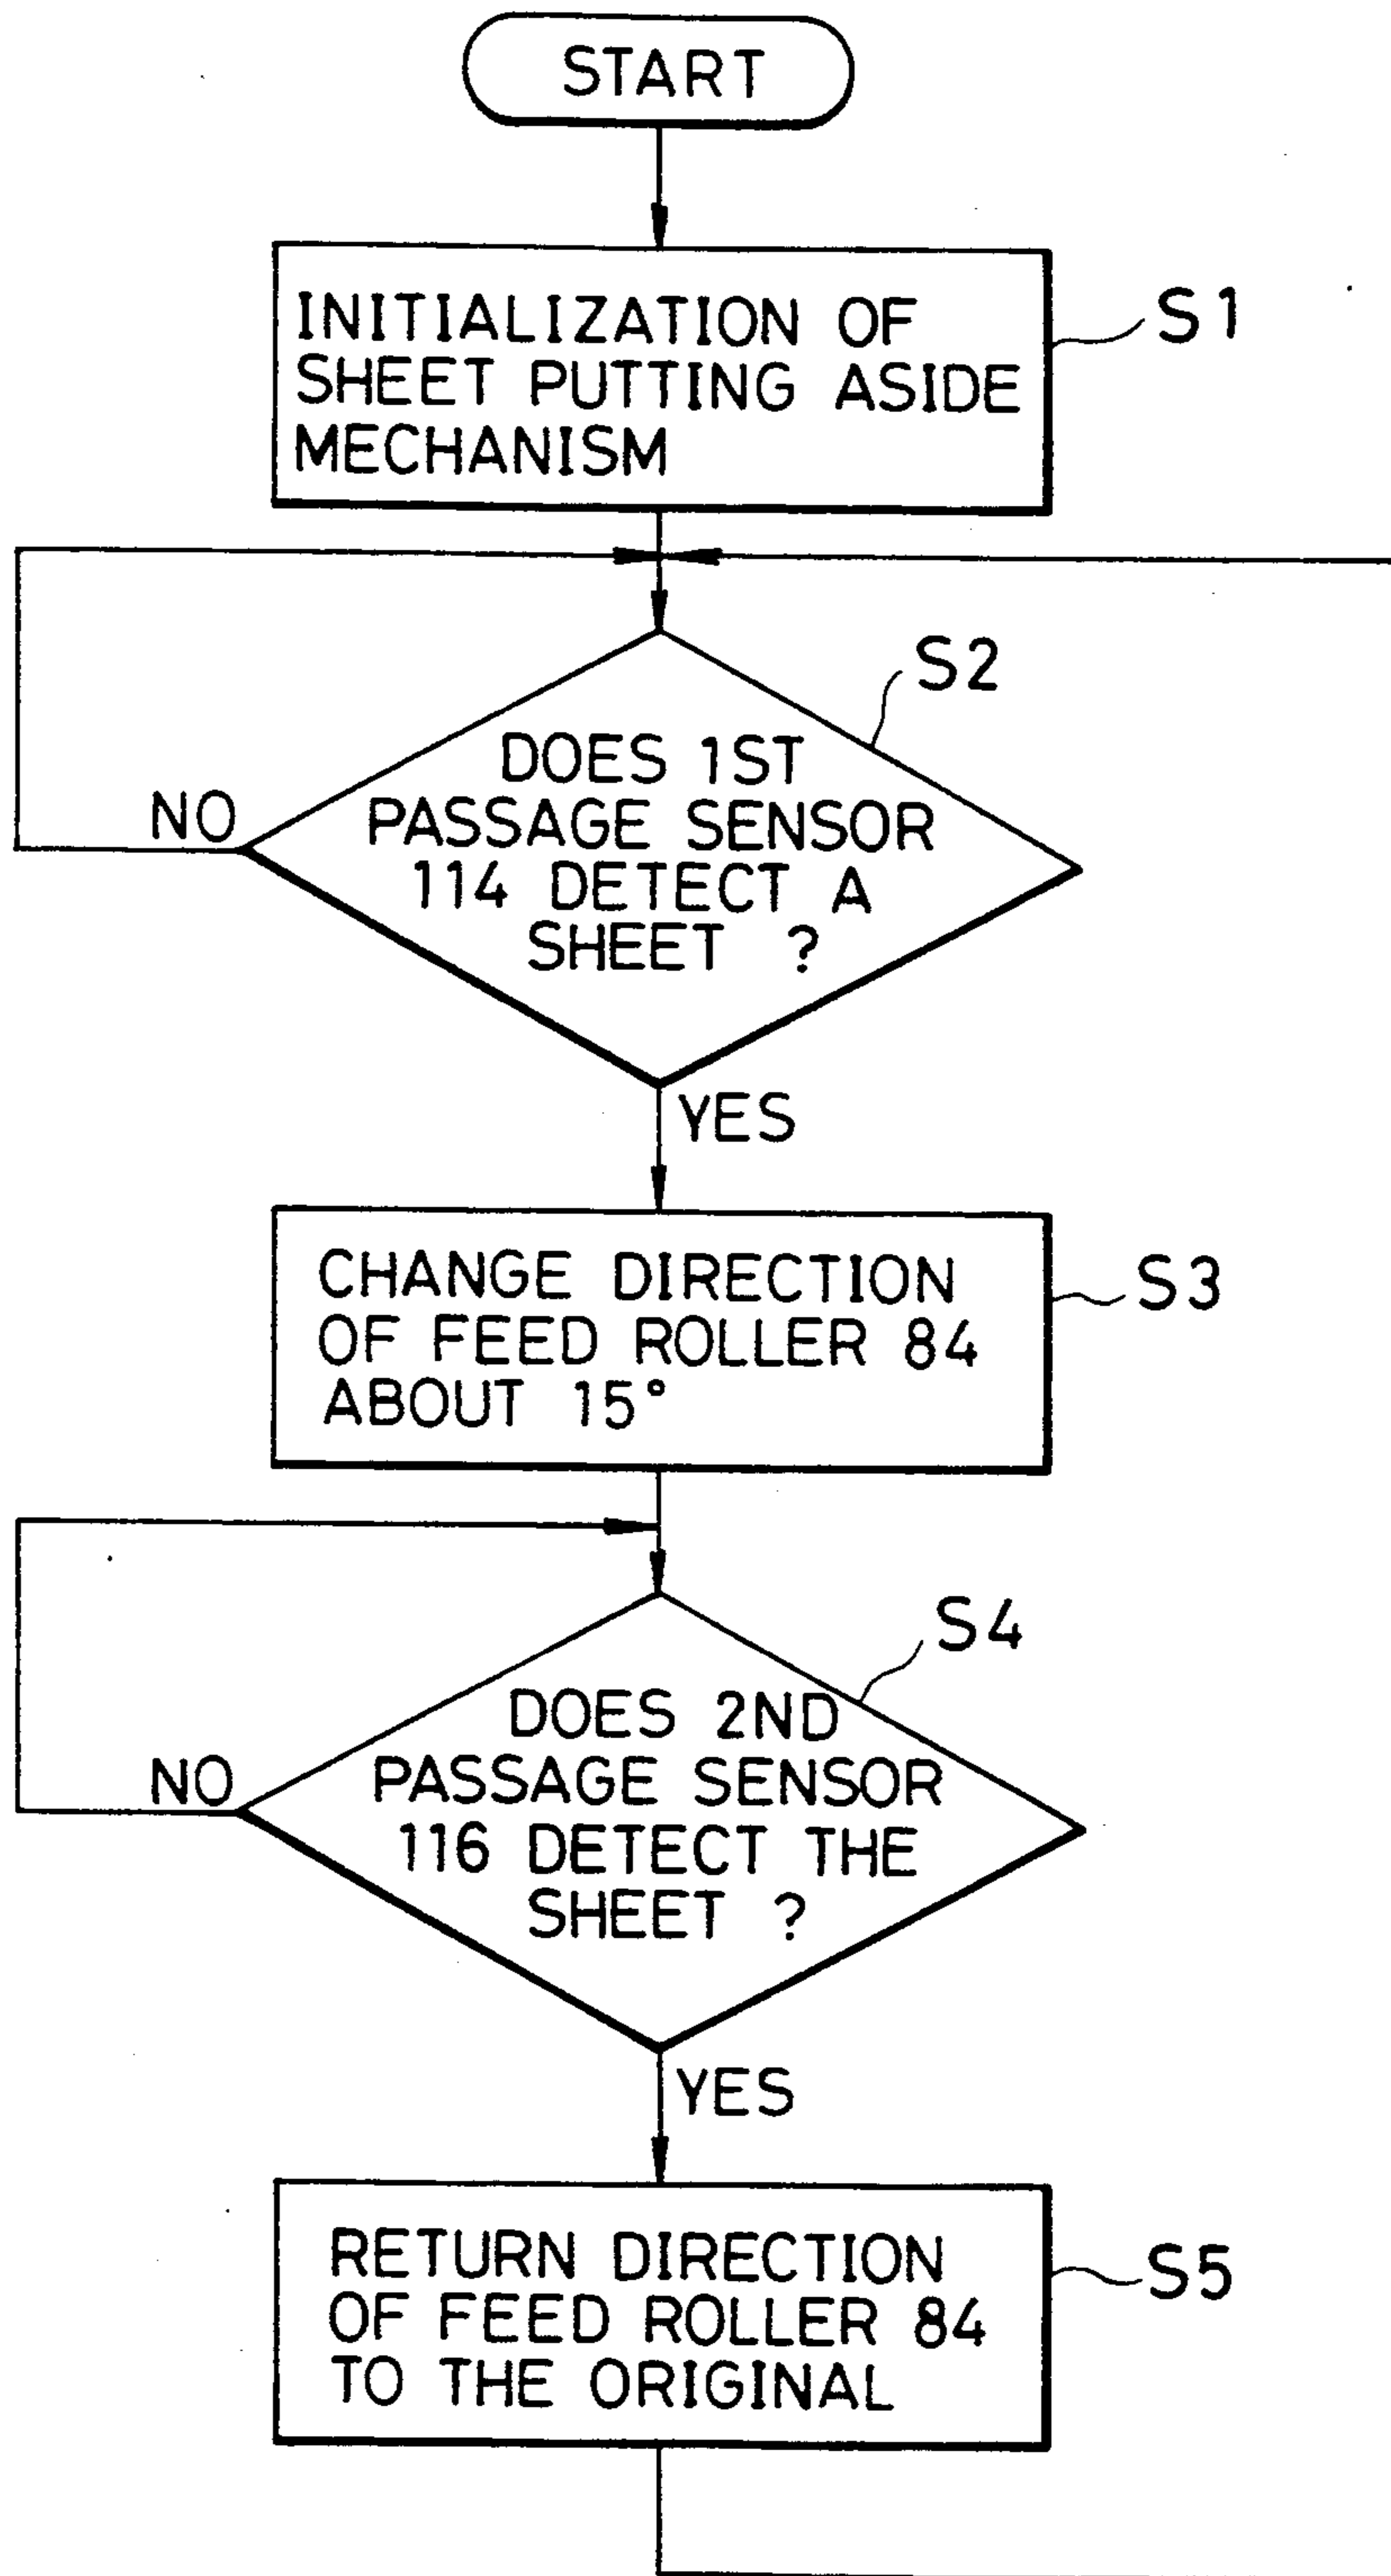 START
INITIALIZATION OF
SHEET PUTTING ASIDE
MECHANISM
S1
S2
DOES 1ST
PASSAGE SENSOR
114 DETECT A
SHEET ?
NO
YES
CHANGE DIRECTION
OF FEED ROLLER 84
ABOUT 15°
S3
S4
DOES 2ND
PASSAGE SENSOR
116 DETECT THE
SHEET ?
NO
YES
RETURN DIRECTION
OF FEED ROLLER 84
TO THE ORIGINAL
S5